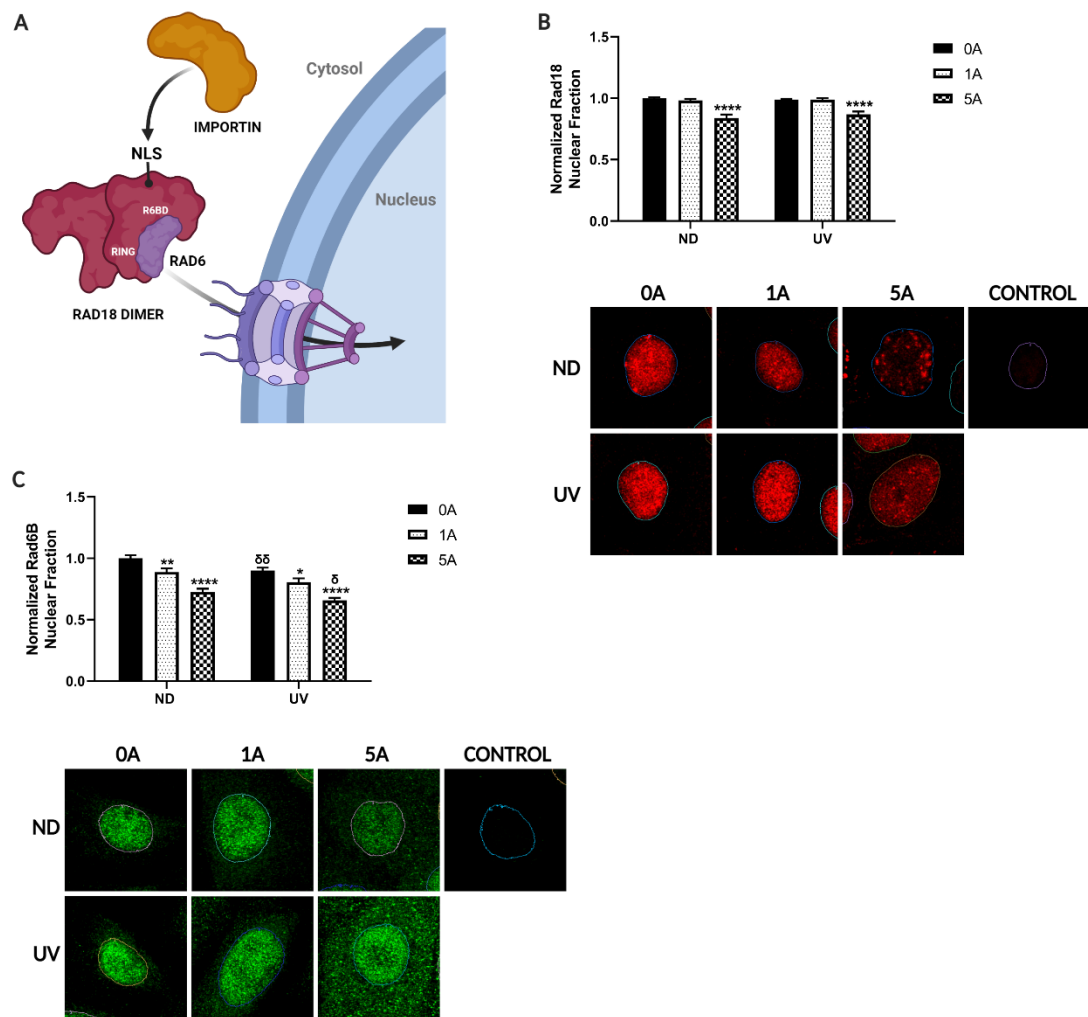 A
IMPORTIN
NLS
R6BD
RING
RAD6
RAD18 DIMER
Cytosol
Nucleus
B
Normalized Rad18
Nuclear Fraction
1.5
1.0
0.5
0.0
****
****
ND
UV
0A
1A
5A
0A 1A 5A CONTROL
ND
UV
C
Normalized Rad6B
Nuclear Fraction
1.5
1.0
0.5
0.0
**
****
δδ
*
δ
****
ND
UV
0A
1A
5A
0A 1A 5A CONTROL
ND
UV